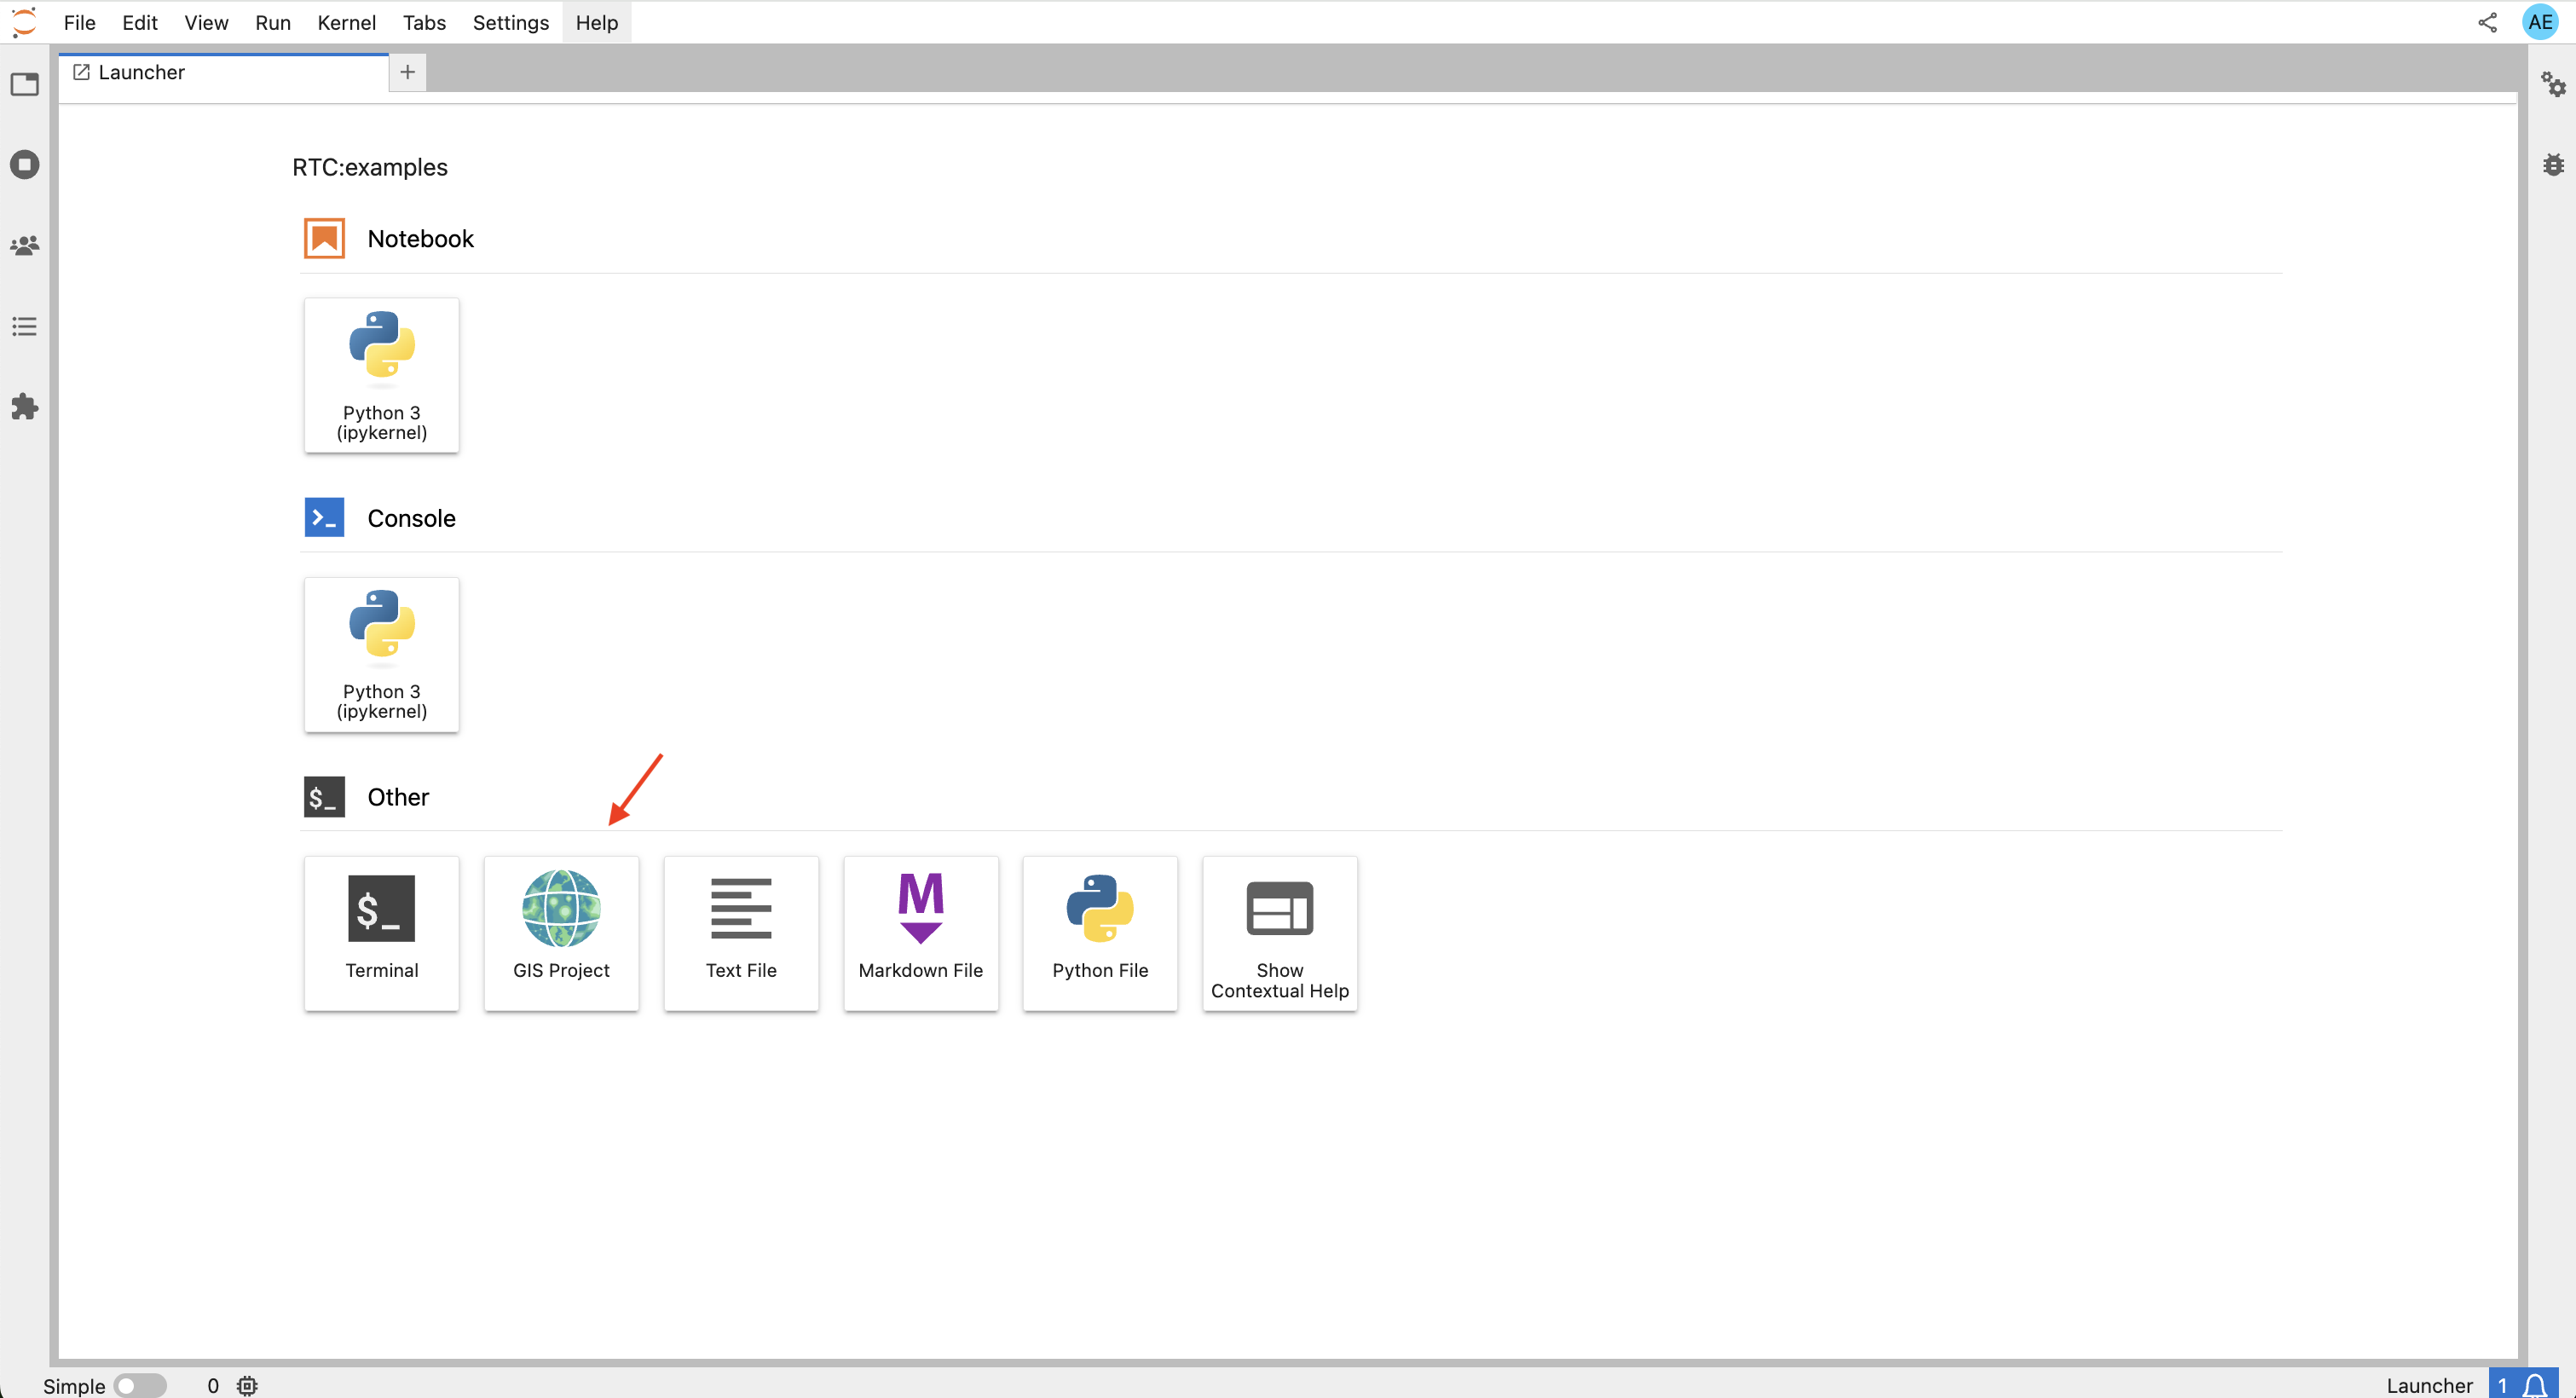 File Edit View Run Kernel Tabs Settings Help
AE
Launcher
RTC:examples
Notebook
Python 3
(ipykernel)
Console
Python 3
(ipykernel)
$_ Other
$_
M
Terminal
GIS Project
Text File
Markdown File
Python File
Show
Contextual Help
Simple 0
Launcher 1